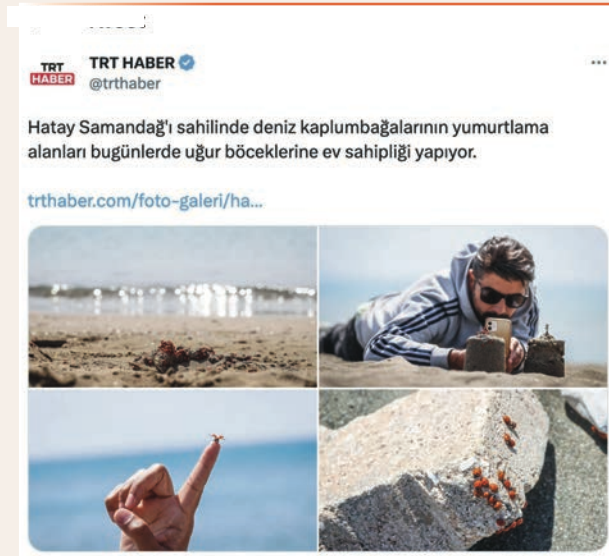 TRT HABER
TRT
HABER
@trthaber
Hatay Samandağ'ı sahilinde deniz kaplumbağalarının yumurtlama
alanları bugünlerde uğur böceklerine ev sahipliği yapıyor.
trthaber.com/foto-galeri/ha...